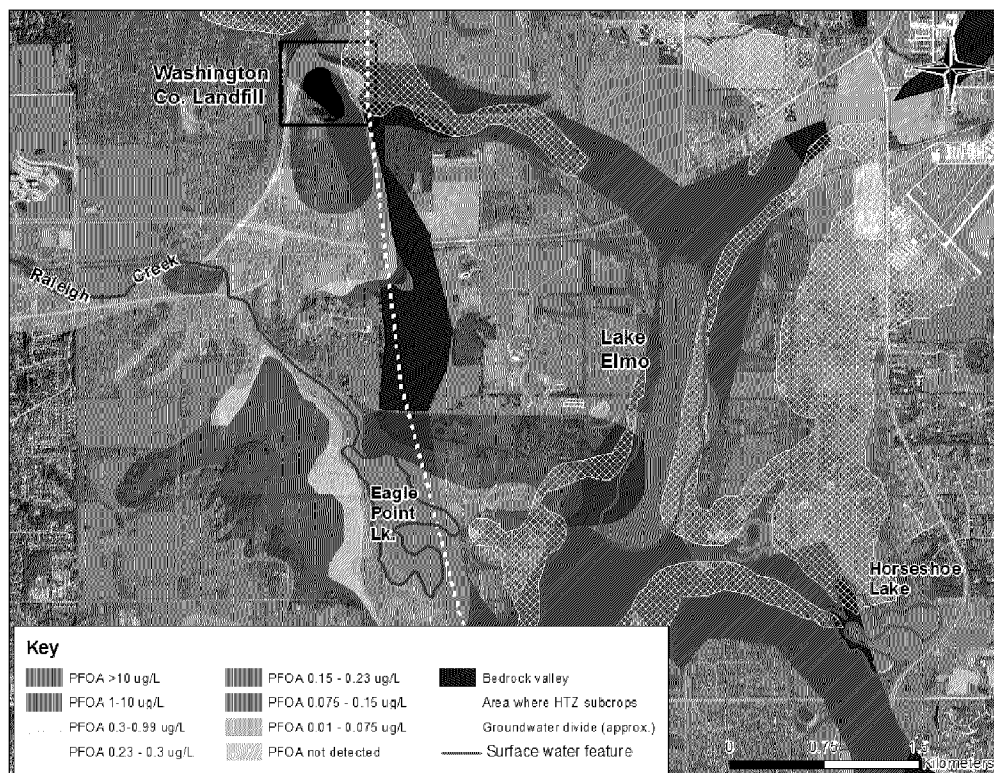 Washington
Co. Landfill
Raleigh Creek
Lake
Elmo
Eagle
Point
Lk.
Horseshoe
Lake
Key
PFOA >10 ug/L
PFOA 1-10 ug/L
PFOA 0.3-0.99 ug/L
PFOA 0.23 - 0.3 ug/L
PFOA 0.15 - 0.23 ug/L
PFOA 0.075 - 0.15 ug/L
PFOA 0.01 - 0.075 ug/L
PFOA not detected
Bedrock valley
Area where HTZ subcrops
Groundwater divide (approx.)
Surface water feature
0 0.75 1.5
Kilometers